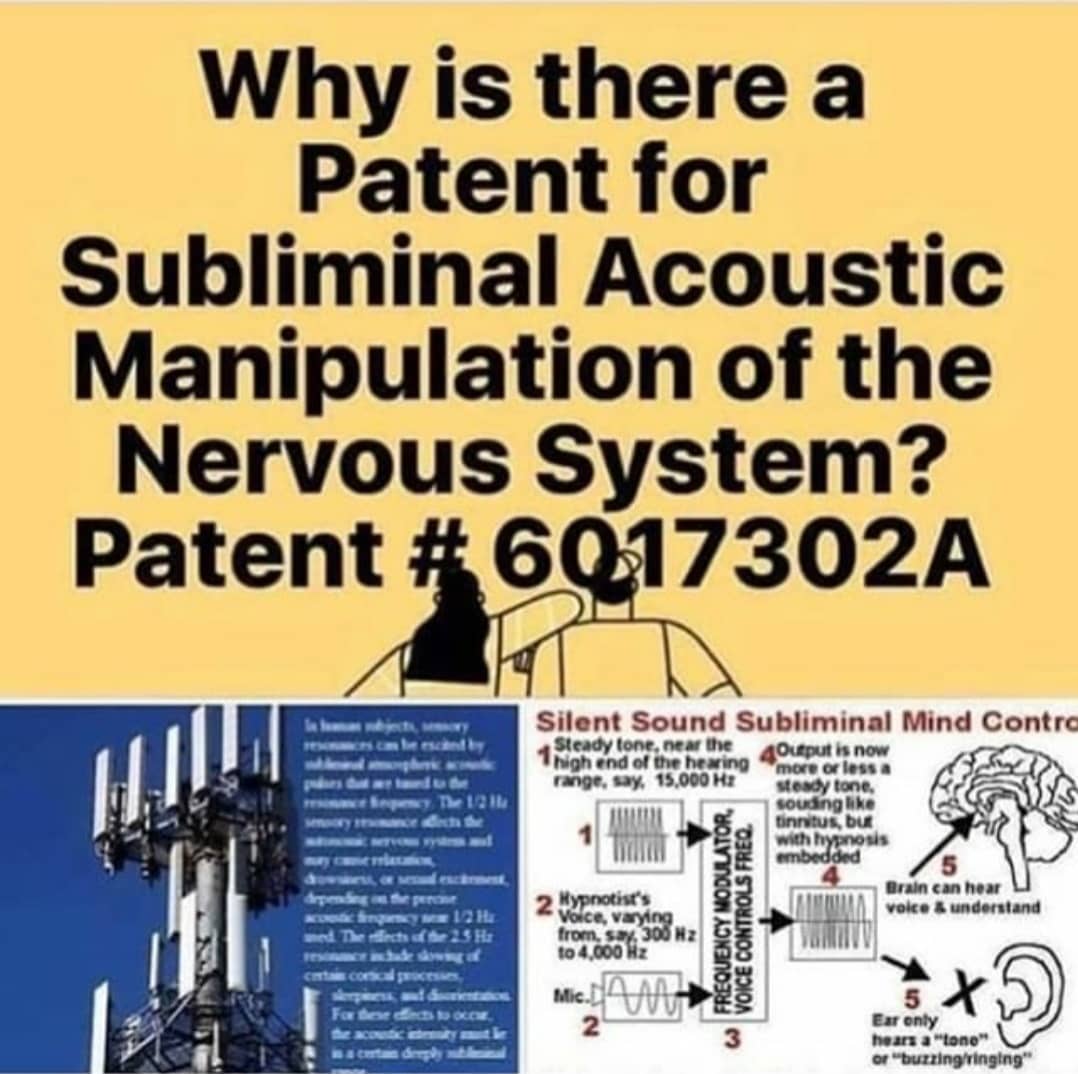 Why is there a
Patent for
Subliminal Acoustic
Manipulation of the
Nervous System?
Patent # 6017302A
In human subjects, sensory
resonances can be excited by
subliminal atmospheric acoustic
pulses that are tuned to the
resonance frequency. The 1/2 Hz
sensory resonance affects the
autonomic nervous system and
may cause relaxation,
drowsiness, or sexual excitement,
depending on the precise
acoustic frequency near 1/2 Hz
used. The effects of the 2.5 Hz
resonance include slowing of
certain cortical processes,
sleepiness, and disorientation.
For these effects to occur,
the acoustic intensity must lie
in a certain deeply subliminal
range.
Silent Sound Subliminal Mind Contro
1 Steady tone, near the
high end of the hearing
range, say, 15,000 Hz
1
2 Hypnotist's
Voice, varying
from, say, 300 Hz
to 4,000 Hz
Mic.
2
FREQUENCY MODULATOR,
VOICE CONTROLS FREQ.
3
4 Output is now
more or less a
steady tone,
souding like
tinnitus, but
with hypnosis
embedded
4
5
Brain can hear
voice & understand
5 X
Ear only
hears a "tone"
or "buzzing/ringing"